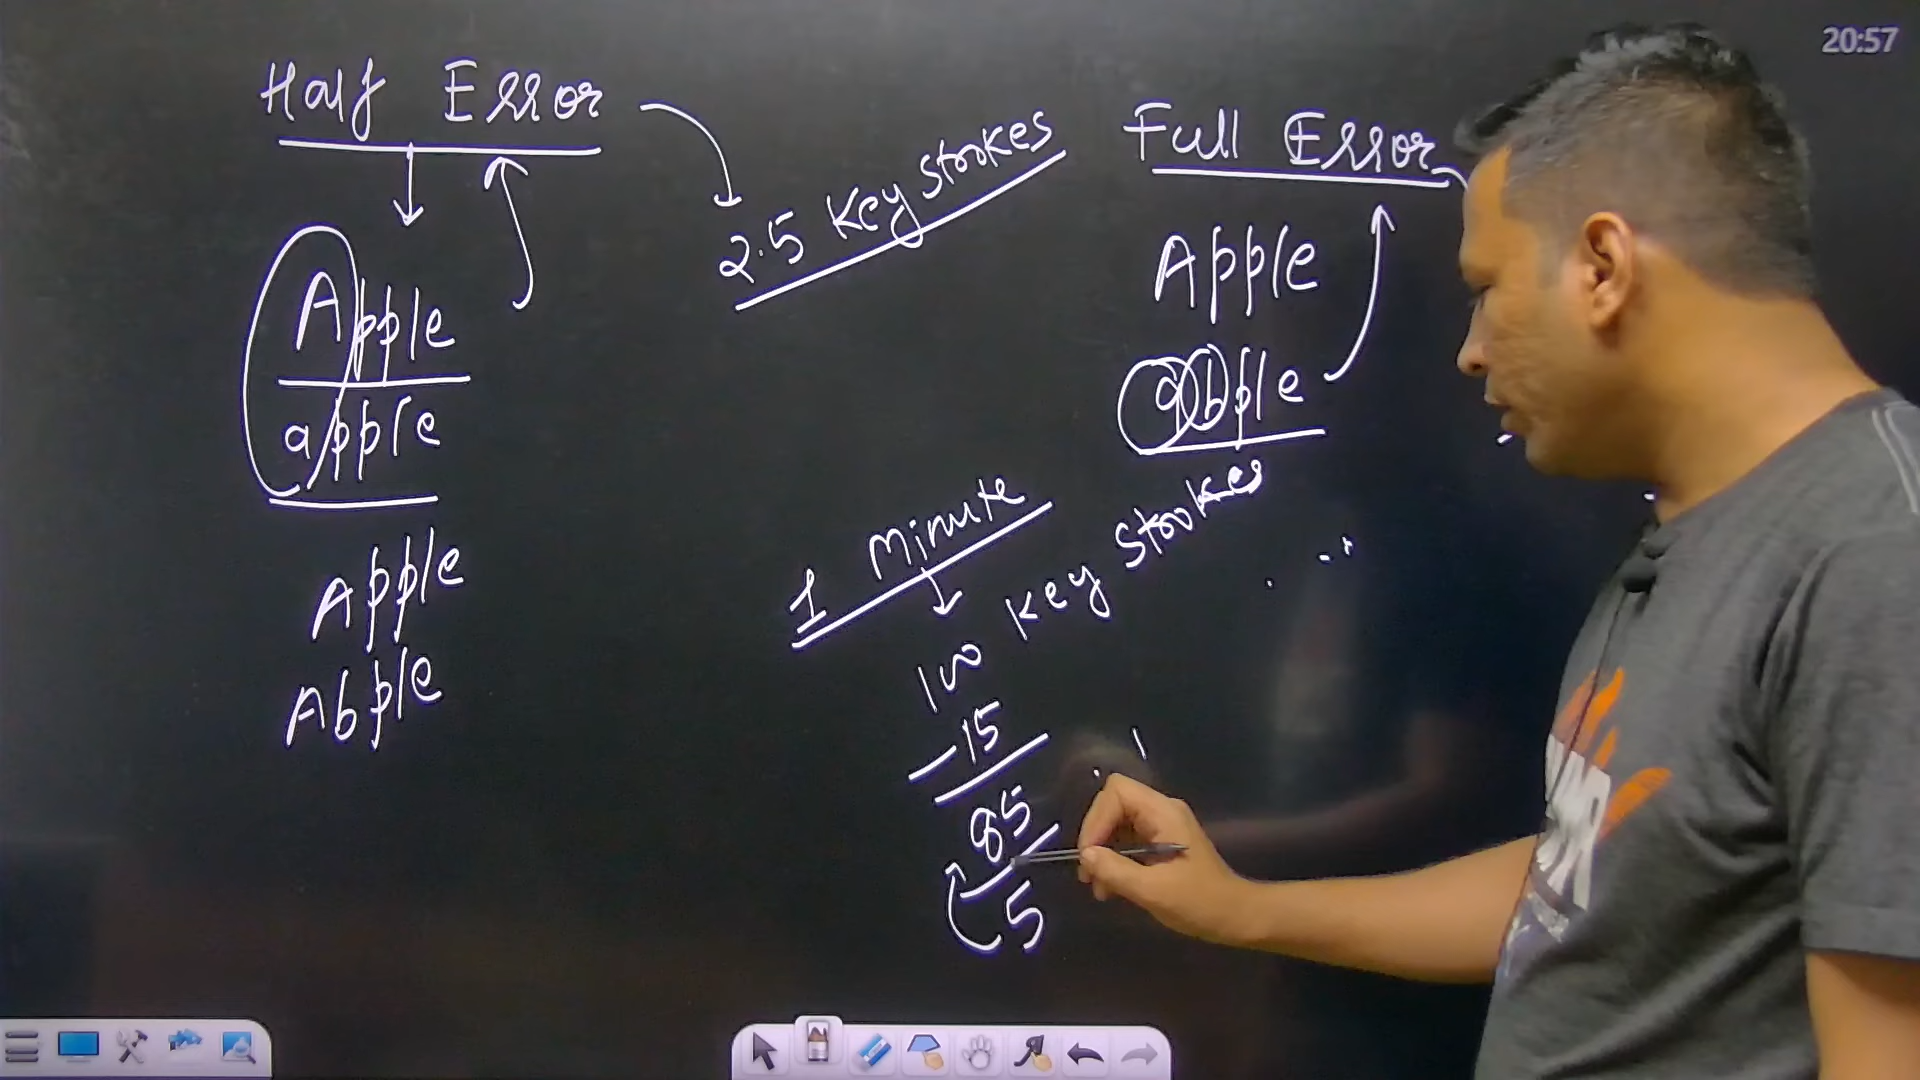 20:57
Half Error
2.5 Key strokes
Apple
apple
Apple
Abple
Full Error
Apple
abple
1 Minute
100 Key strokes
-15
85
5